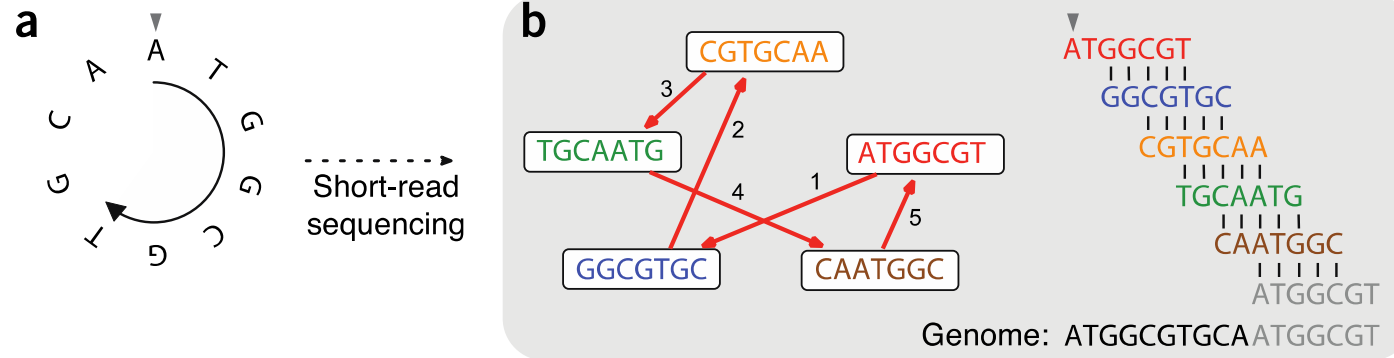 a
A T G G C G T G C A
Short-read
sequencing
b
CGTGCAA
3
2
TGCAATG
ATGGCGT
1
4
5
GGCGTGC
CAATGGC
ATGGCGT
GGCGTGC
CGTGCAA
TGCAATG
CAATGGC
ATGGCGT
Genome: ATGGCGTGCAATGGCGT